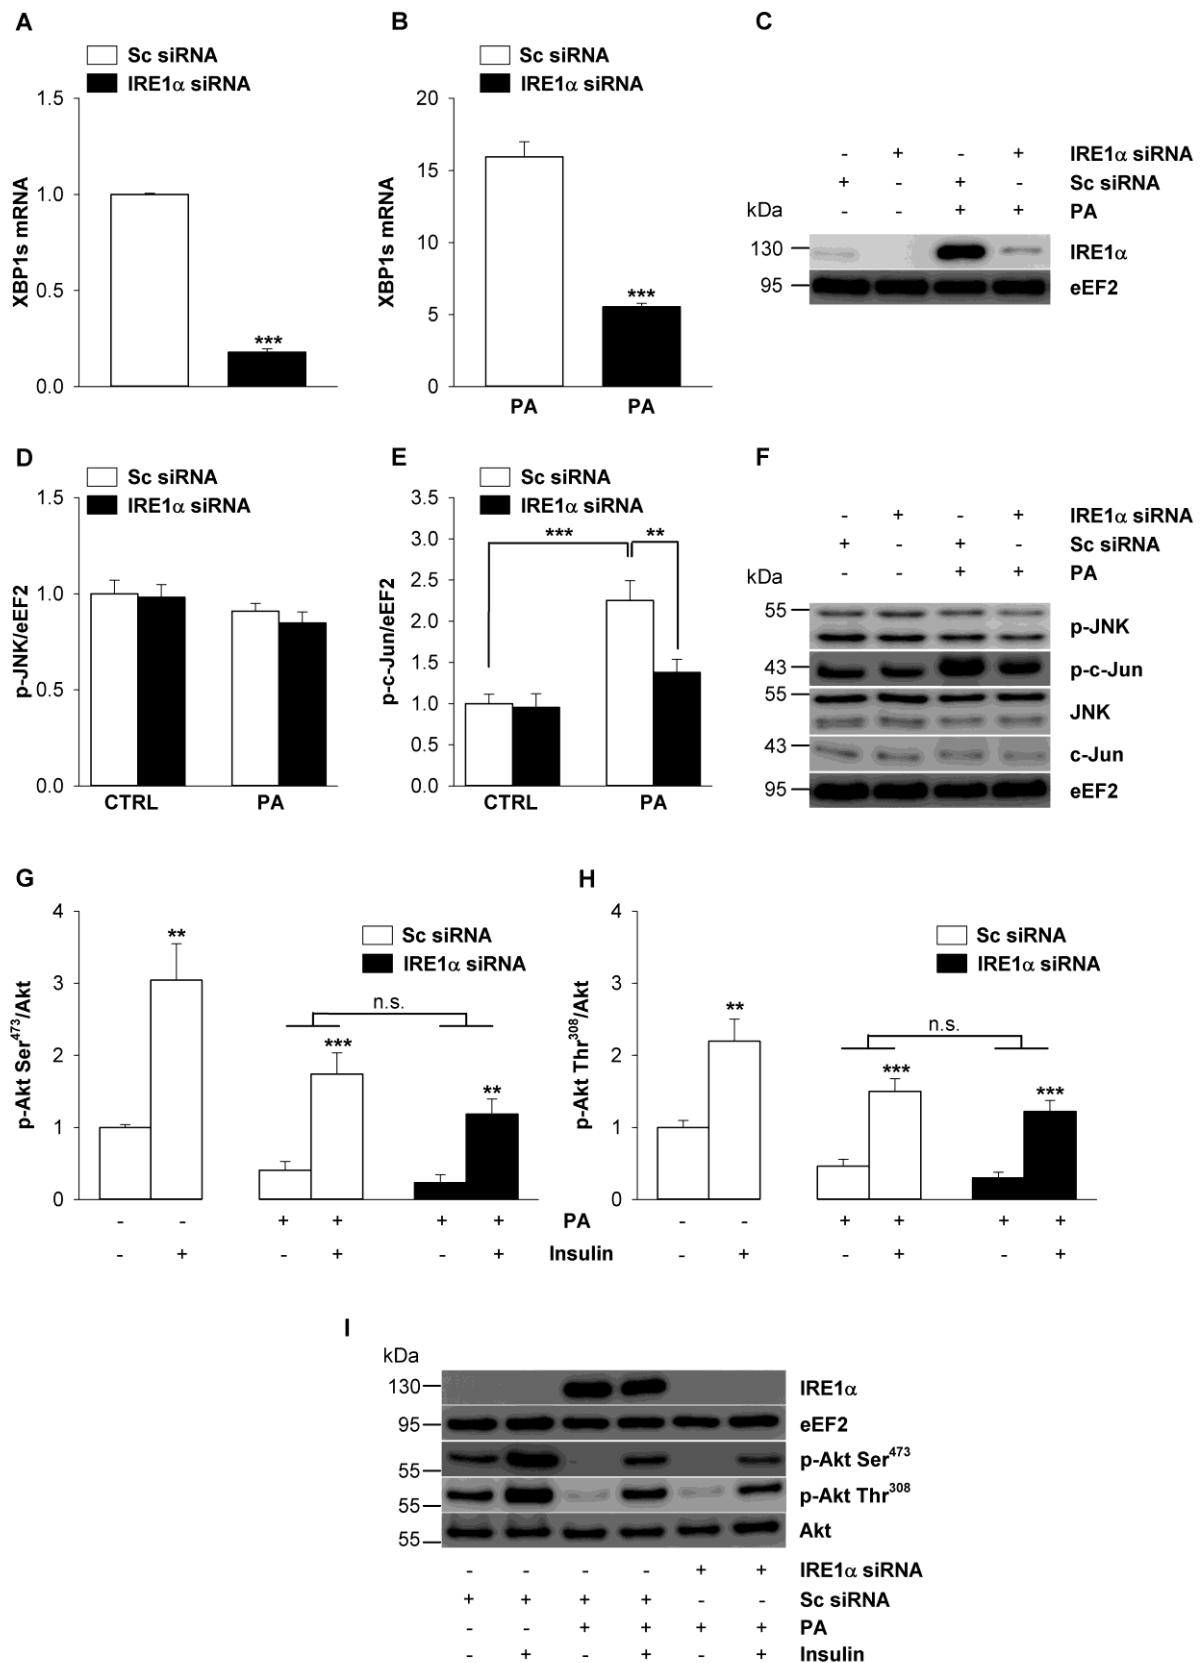 A
Sc siRNA
IRE1α siRNA
XBP1s mRNA
1.5
1.0
0.5
0.0
***
B
Sc siRNA
IRE1α siRNA
XBP1s mRNA
20
15
10
5
0
***
PA PA
C
- + - + IRE1α siRNA
+ - + - Sc siRNA
- - + + PA
kDa
130 IRE1α
95 eEF2
D
Sc siRNA
IRE1α siRNA
p-JNK/eEF2
1.5
1.0
0.5
0.0
CTRL PA
E
Sc siRNA
IRE1α siRNA
p-c-Jun/eEF2
3.5
3.0
2.5
2.0
1.5
1.0
0.5
0.0
*** **
CTRL PA
F
- + - + IRE1α siRNA
+ - + - Sc siRNA
- - + + PA
kDa
55 p-JNK
43 p-c-Jun
55 JNK
43 c-Jun
95 eEF2
G
Sc siRNA
IRE1α siRNA
p-Akt Ser473/Akt
4
3
2
1
0
**
n.s.
***
**
- - + + + + PA
- + - + - + Insulin
H
Sc siRNA
IRE1α siRNA
p-Akt Thr308/Akt
4
3
2
1
0
**
n.s.
***
***
- - + + + +
- + - + - +
I
kDa
130 IRE1α
95 eEF2
55 p-Akt Ser473
55 p-Akt Thr308
55 Akt
- - - - + + IRE1α siRNA
+ + + + - - Sc siRNA
- - + + + + PA
- + - + - + Insulin